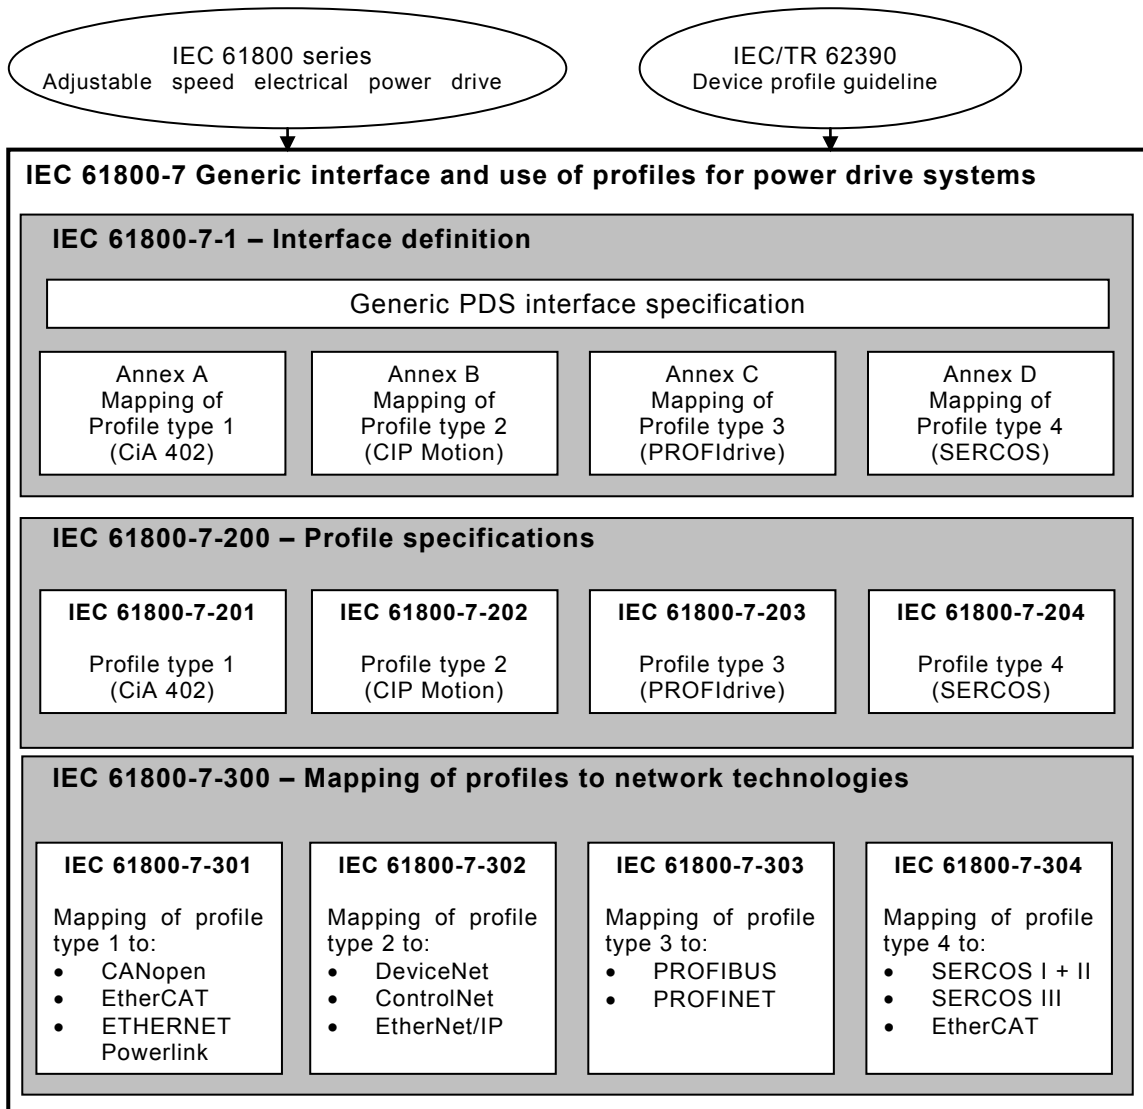 IEC 61800 series
Adjustable speed electrical power drive
IEC/TR 62390
Device profile guideline
IEC 61800-7 Generic interface and use of profiles for power drive systems
IEC 61800-7-1 – Interface definition
Generic PDS interface specification
Annex A
Mapping of
Profile type 1
(CiA 402)
Annex B
Mapping of
Profile type 2
(CIP Motion)
Annex C
Mapping of
Profile type 3
(PROFIdrive)
Annex D
Mapping of
Profile type 4
(SERCOS)
IEC 61800-7-200 – Profile specifications
IEC 61800-7-201
Profile type 1
(CiA 402)
IEC 61800-7-202
Profile type 2
(CIP Motion)
IEC 61800-7-203
Profile type 3
(PROFIdrive)
IEC 61800-7-204
Profile type 4
(SERCOS)
IEC 61800-7-300 – Mapping of profiles to network technologies
IEC 61800-7-301
Mapping of profile
type 1 to:
• CANopen
• EtherCAT
• ETHERNET
Powerlink
IEC 61800-7-302
Mapping of profile
type 2 to:
• DeviceNet
• ControlNet
• EtherNet/IP
IEC 61800-7-303
Mapping of profile
type 3 to:
• PROFIBUS
• PROFINET
IEC 61800-7-304
Mapping of profile
type 4 to:
• SERCOS I + II
• SERCOS III
• EtherCAT